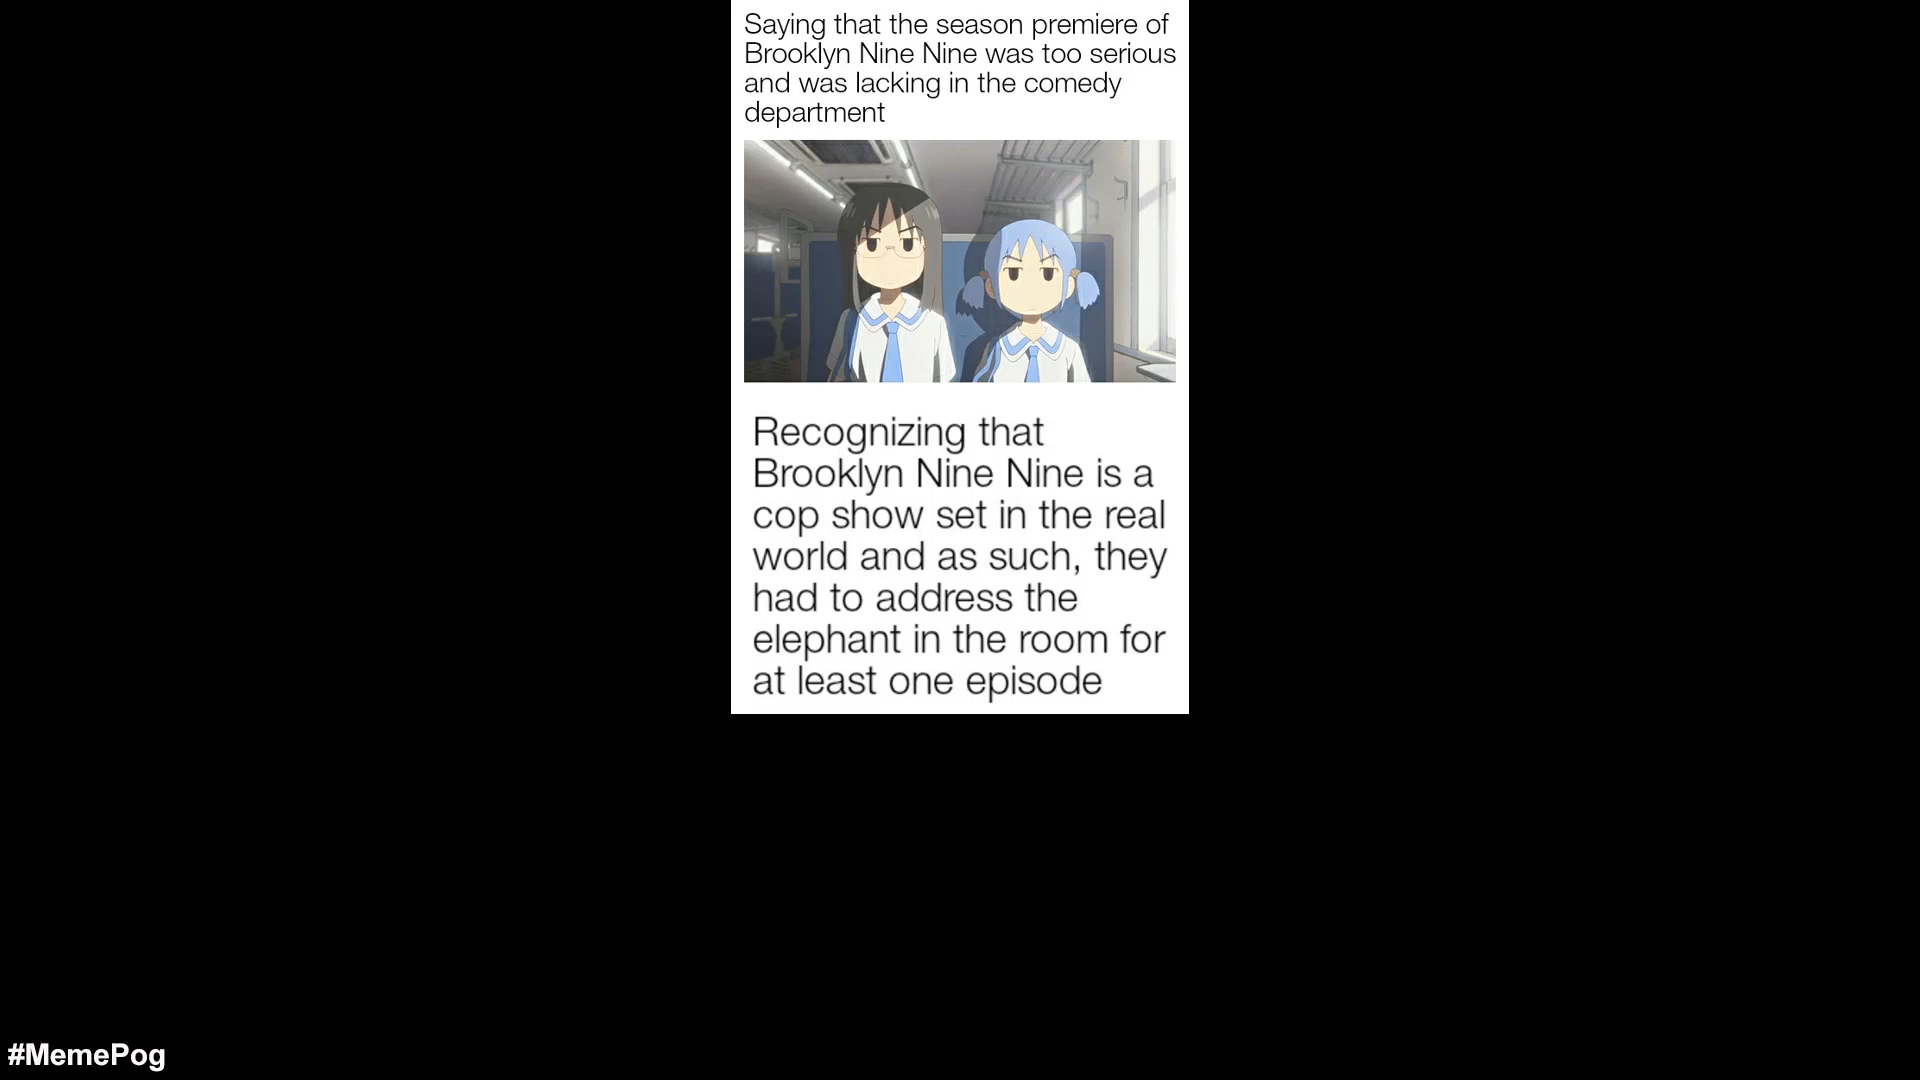 Saying that the season premiere of
Brooklyn Nine Nine was too serious
and was lacking in the comedy
department
Recognizing that
Brooklyn Nine Nine is a
cop show set in the real
world and as such, they
had to address the
elephant in the room for
at least one episode
#MemePog